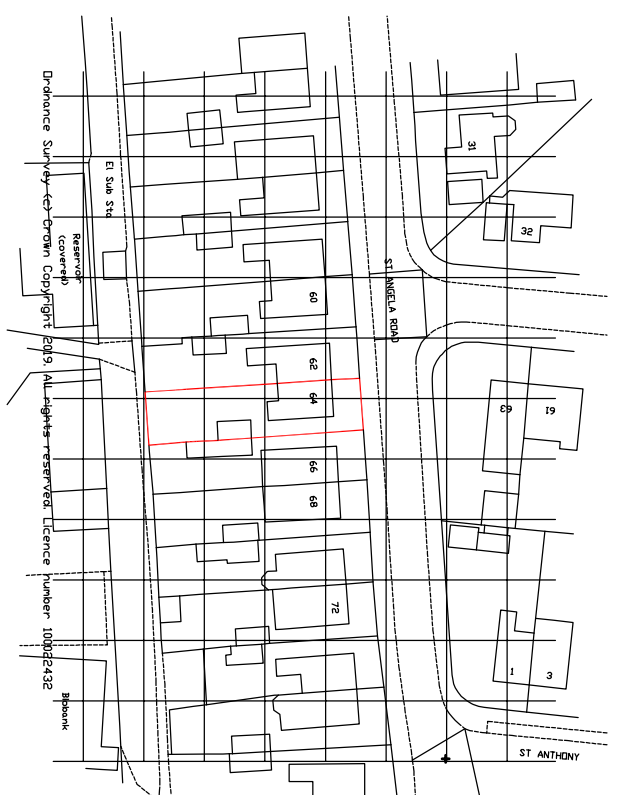 31
32
El Sub Sta
Reservoir
(covered)
60
ST ANGELA ROAD
62
64
63
61
66
68
72
1
3
Biobank
ST ANTHONY
Ordnance Survey (c) Crown Copyright 2019. All rights reserved. Licence number 100022432